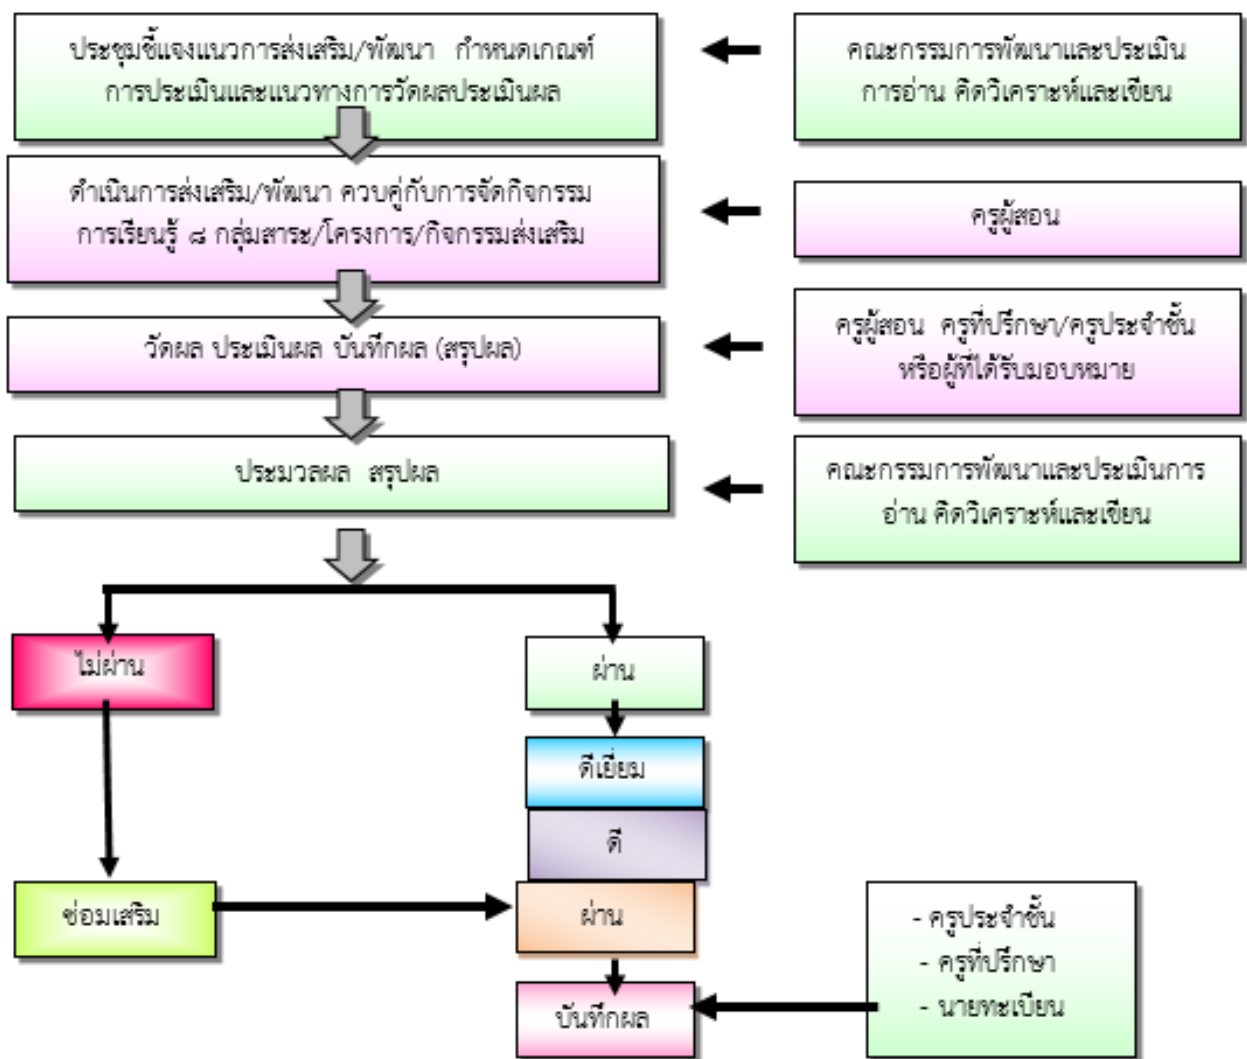 ประชุมชี้แจงแนวการส่งเสริม/พัฒนา กำหนดเกณฑ์
การประเมินและแนวทางการวัดผลประเมินผล
คณะกรรมการพัฒนาและประเมิน
การอ่าน คิดวิเคราะห์และเขียน
ดำเนินการส่งเสริม/พัฒนา ควบคู่กับการจัดกิจกรรม
การเรียนรู้ ๘ กลุ่มสาระ/โครงการ/กิจกรรมส่งเสริม
ครูผู้สอน
วัดผล ประเมินผล บันทึกผล (สรุปผล)
ครูผู้สอน ครูที่ปรึกษา/ครูประจำชั้น
หรือผู้ที่ได้รับมอบหมาย
ประมวลผล สรุปผล
คณะกรรมการพัฒนาและประเมินการ
อ่าน คิดวิเคราะห์และเขียน
ไม่ผ่าน
ผ่าน
ดีเยี่ยม
ดี
ซ่อมเสริม
ผ่าน
บันทึกผล
- ครูประจำชั้น
- ครูที่ปรึกษา
- นายทะเบียน